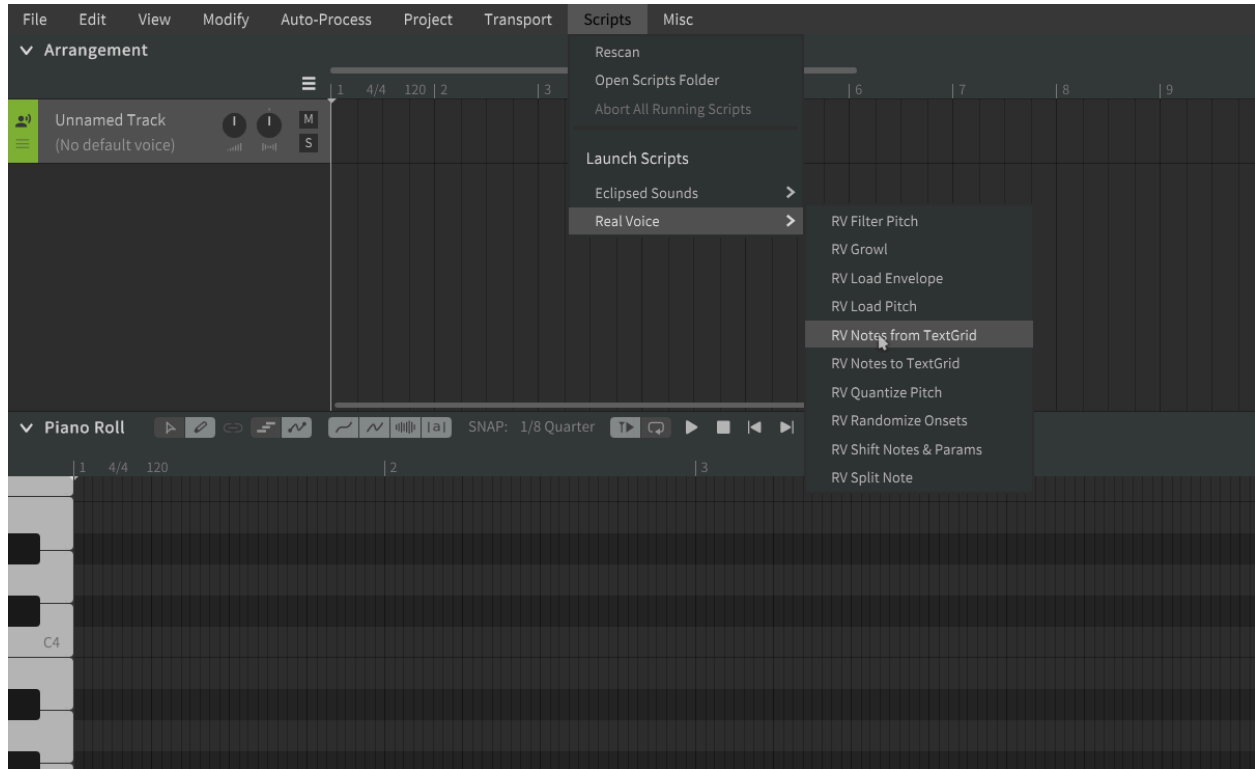 File Edit View Modify Auto-Process Project Transport Scripts Misc
Arrangement
1 4/4 120 2 3 6 7 8 9
Unnamed Track M
(No default voice) S
Rescan
Open Scripts Folder
Abort All Running Scripts
Launch Scripts
Eclipsed Sounds
Real Voice
RV Filter Pitch
RV Growl
RV Load Envelope
RV Load Pitch
RV Notes from TextGrid
RV Notes to TextGrid
RV Quantize Pitch
RV Randomize Onsets
RV Shift Notes & Params
RV Split Note
Piano Roll |a| SNAP: 1/8 Quarter
1 4/4 120 2 3
C4